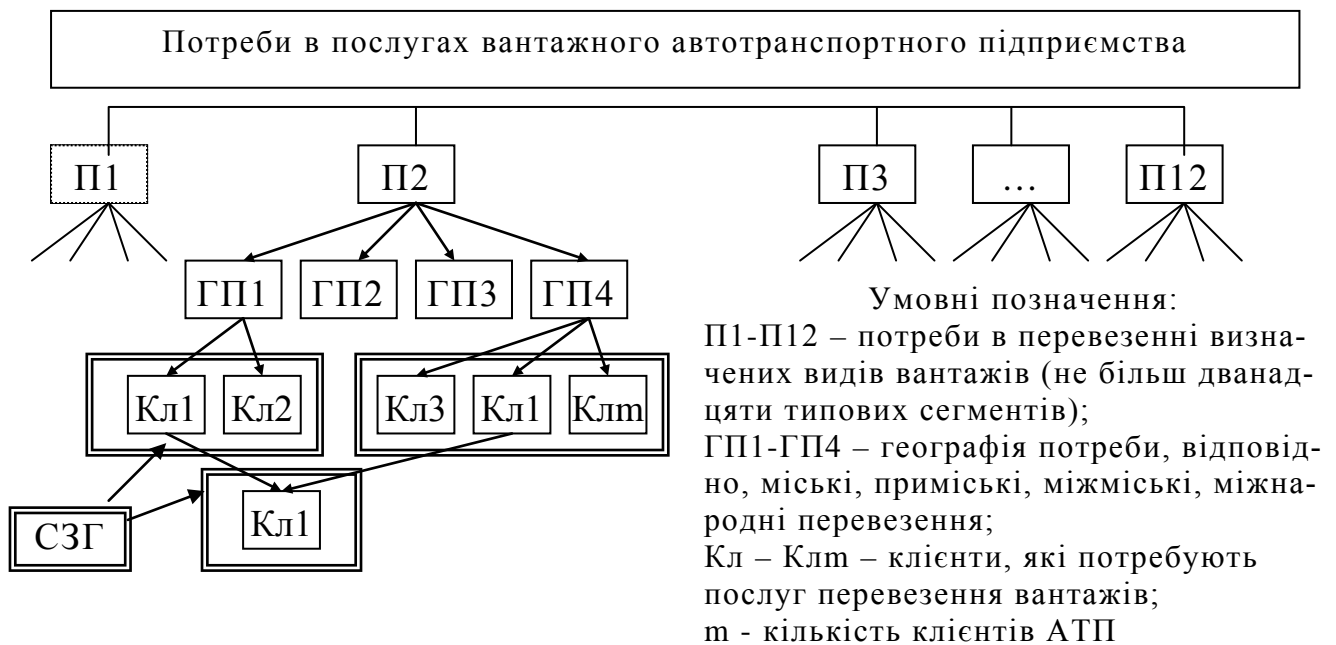 Потреби в послугах вантажного автотранспортного підприємства
П1 П2 П3 ... П12
ГП1 ГП2 ГП3 ГП4
Умовні позначення:
П1-П12 – потреби в перевезенні визна-
чених видів вантажів (не більш дванад-
цяти типових сегментів);
ГП1-ГП4 – географія потреби, відповід-
но, міські, приміські, міжміські, міжна-
родні перевезення;
Кл – Клm – клієнти, які потребують
послуг перевезення вантажів;
m - кількість клієнтів АТП
Кл1 Кл2 Кл3 Кл1 Клm
СЗГ Кл1